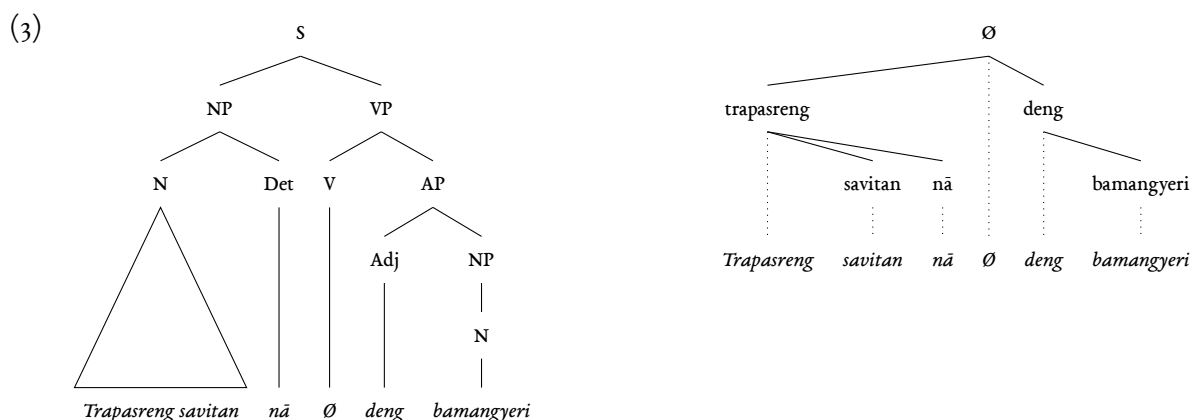 (3)
S Ø
NP VP trapasreng deng
N Det V AP savitan nā bamangyeri
Adj NP Trapasreng savitan nā Ø deng bamangyeri
N
Trapasreng savitan nā Ø deng bamangyeri